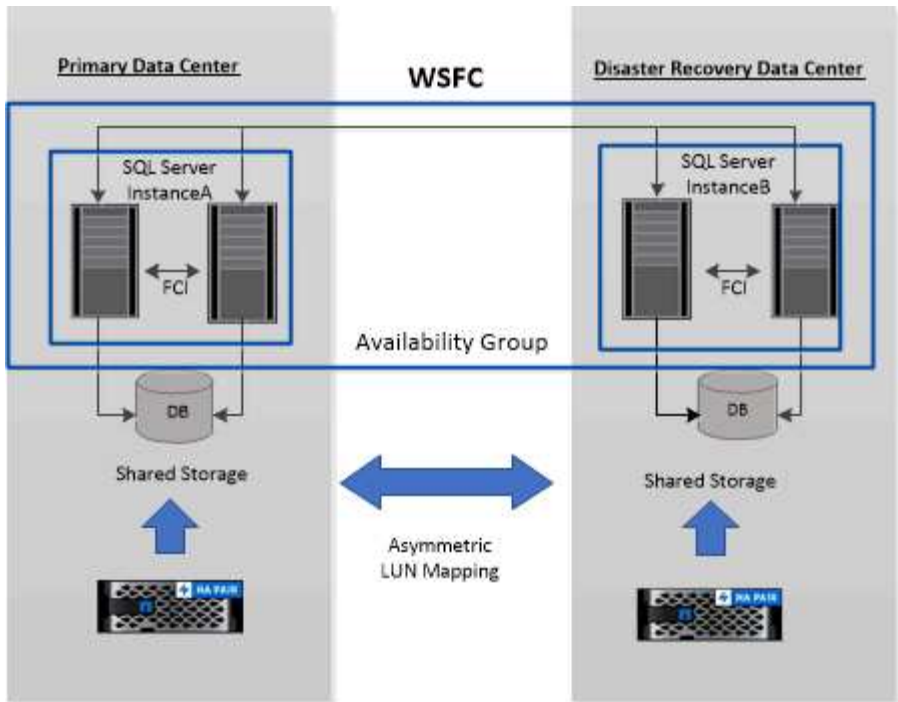 Primary Data Center
WSFC
Disaster Recovery Data Center
SQL Server
InstanceA
FCI
SQL Server
InstanceB
FCI
Availability Group
DB
DB
Shared Storage
Shared Storage
Asymmetric
LUN Mapping
HA PAIR
HA PAIR